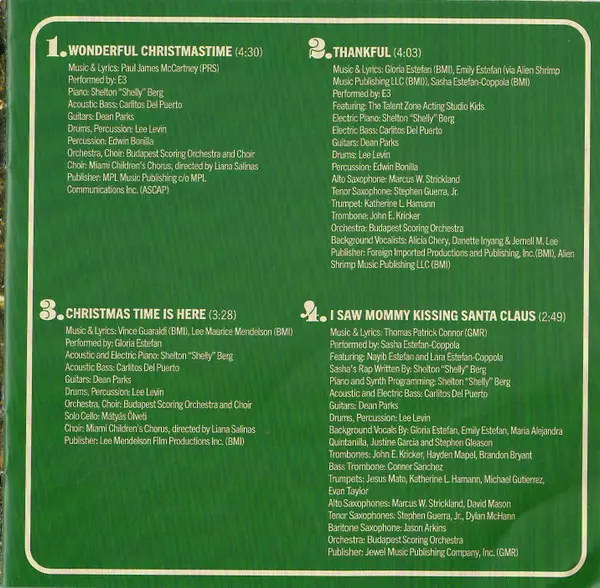 1. WONDERFUL CHRISTMASTIME (4:30)
Music & Lyrics: Paul James McCartney (PRS)
Performed by: E3
Piano: Shelton "Shelly" Berg
Acoustic Bass: Carlitos Del Puerto
Guitars: Dean Parks
Drums, Percussion: Lee Levin
Percussion: Edwin Bonilla
Orchestra, Choir: Budapest Scoring Orchestra and Choir
Choir: Miami Children's Chorus, directed by Liana Salinas
Publisher: MPL Music Publishing c/o MPL
Communications Inc. (ASCAP)
2. THANKFUL (4:03)
Music & Lyrics: Gloria Estefan (BMI), Emily Estefan (via Alien Shrimp
Music Publishing LLC (BMI)), Sasha Estefan-Coppola (BMI)
Performed by: E3
Featuring: The Talent Zone Acting Studio Kids
Electric Piano: Shelton "Shelly" Berg
Electric Bass: Carlitos Del Puerto
Guitars: Dean Parks
Drums: Lee Levin
Percussion: Edwin Bonilla
Alto Saxophone: Marcus W. Strickland
Tenor Saxophone: Stephen Guerra, Jr.
Trumpet: Katherine L. Hamann
Trombone: John E. Kricker
Orchestra: Budapest Scoring Orchestra
Background Vocalists: Alicia Chery, Danette Inyang & Jernell M. Lee
Publisher: Foreign Imported Productions and Publishing, Inc.(BMI), Alien
Shrimp Music Publishing LLC (BMI)
3. CHRISTMAS TIME IS HERE (3:28)
Music & Lyrics: Vince Guaraldi (BMI), Lee Maurice Mendelson (BMI)
Performed by: Gloria Estefan
Acoustic and Electric Piano: Shelton "Shelly" Berg
Acoustic Bass: Carlitos Del Puerto
Guitars: Dean Parks
Drums, Percussion: Lee Levin
Orchestra, Choir: Budapest Scoring Orchestra and Choir
Solo Cello: Mátyás Ölveti
Choir: Miami Children's Chorus, directed by Liana Salinas
Publisher: Lee Mendelson Film Productions Inc. (BMI)
4. I SAW MOMMY KISSING SANTA CLAUS (2:49)
Music & Lyrics: Thomas Patrick Connor (GMR)
Performed by: Sasha Estefan-Coppola
Featuring: Nayib Estefan and Lara Estefan-Coppola
Sasha's Rap Written By: Shelton "Shelly" Berg
Piano and Synth Programming: Shelton "Shelly" Berg
Acoustic and Electric Bass: Carlitos Del Puerto
Guitars: Dean Parks
Drums, Percussion: Lee Levin
Background Vocals By: Gloria Estefan, Emily Estefan, Maria Alejandra
Quintanilla, Justine Garcia and Stephen Gleason
Trombones: John E. Kricker, Hayden Mapel, Brandon Bryant
Bass Trombone: Conner Sanchez
Trumpets: Jesus Mato, Katherine L. Hamann, Michael Gutierrez,
Evan Taylor
Alto Saxophones: Marcus W. Strickland, David Mason
Tenor Saxophones: Stephen Guerra, Jr., Dylan McHann
Baritone Saxophone: Jason Arkins
Orchestra: Budapest Scoring Orchestra
Publisher: Jewel Music Publishing Company, Inc. (GMR)